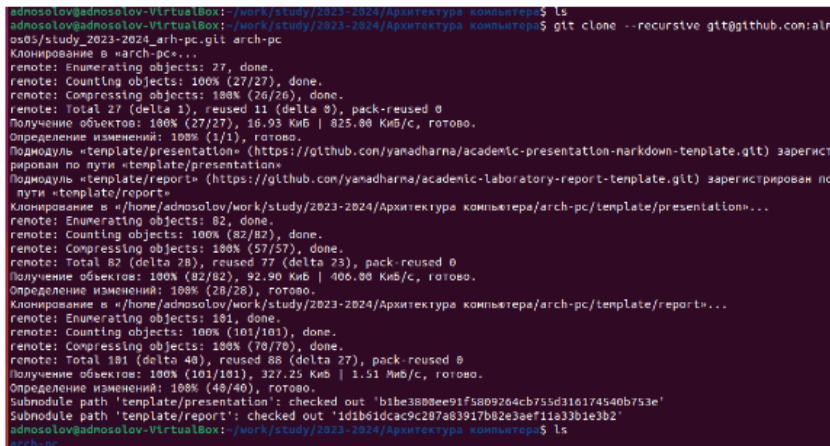 admosolov@admosolov-VirtualBox:~/work/study/2023-2024/Архитектура компьютера$ ls
admosolov@admosolov-VirtualBox:~/work/study/2023-2024/Архитектура компьютера$ git clone --recursive git@github.com:alm
os05/study_2023-2024_arh-pc.git arch-pc
Клонирование в «arch-pc»...
remote: Enumerating objects: 27, done.
remote: Counting objects: 100% (27/27), done.
remote: Compressing objects: 100% (26/26), done.
remote: Total 27 (delta 1), reused 11 (delta 0), pack-reused 0
Получение объектов: 100% (27/27), 16.93 КиБ | 825.00 КиБ/с, готово.
Определение изменений: 100% (1/1), готово.
Подмодуль «template/presentation» (https://github.com/yamadharma/academic-presentation-markdown-template.git) зарегист
рирован по пути «template/presentation»
Подмодуль «template/report» (https://github.com/yamadharma/academic-laboratory-report-template.git) зарегистрирован по
пути «template/report»
Клонирование в «/home/admosolov/work/study/2023-2024/Архитектура компьютера/arch-pc/template/presentation»...
remote: Enumerating objects: 82, done.
remote: Counting objects: 100% (82/82), done.
remote: Compressing objects: 100% (57/57), done.
remote: Total 82 (delta 28), reused 77 (delta 23), pack-reused 0
Получение объектов: 100% (82/82), 92.90 КиБ | 406.00 КиБ/с, готово.
Определение изменений: 100% (28/28), готово.
Клонирование в «/home/admosolov/work/study/2023-2024/Архитектура компьютера/arch-pc/template/report»...
remote: Enumerating objects: 101, done.
remote: Counting objects: 100% (101/101), done.
remote: Compressing objects: 100% (70/70), done.
remote: Total 101 (delta 40), reused 88 (delta 27), pack-reused 0
Получение объектов: 100% (101/101), 327.25 КиБ | 1.51 МиБ/с, готово.
Определение изменений: 100% (40/40), готово.
Submodule path 'template/presentation': checked out 'b1be3800ee91f5809264cb755d316174540b753e'
Submodule path 'template/report': checked out '1d1b61dcac9c287a83917b82e3aef11a33b1e3b2'
admosolov@admosolov-VirtualBox:~/work/study/2023-2024/Архитектура компьютера$ ls
arch-pc